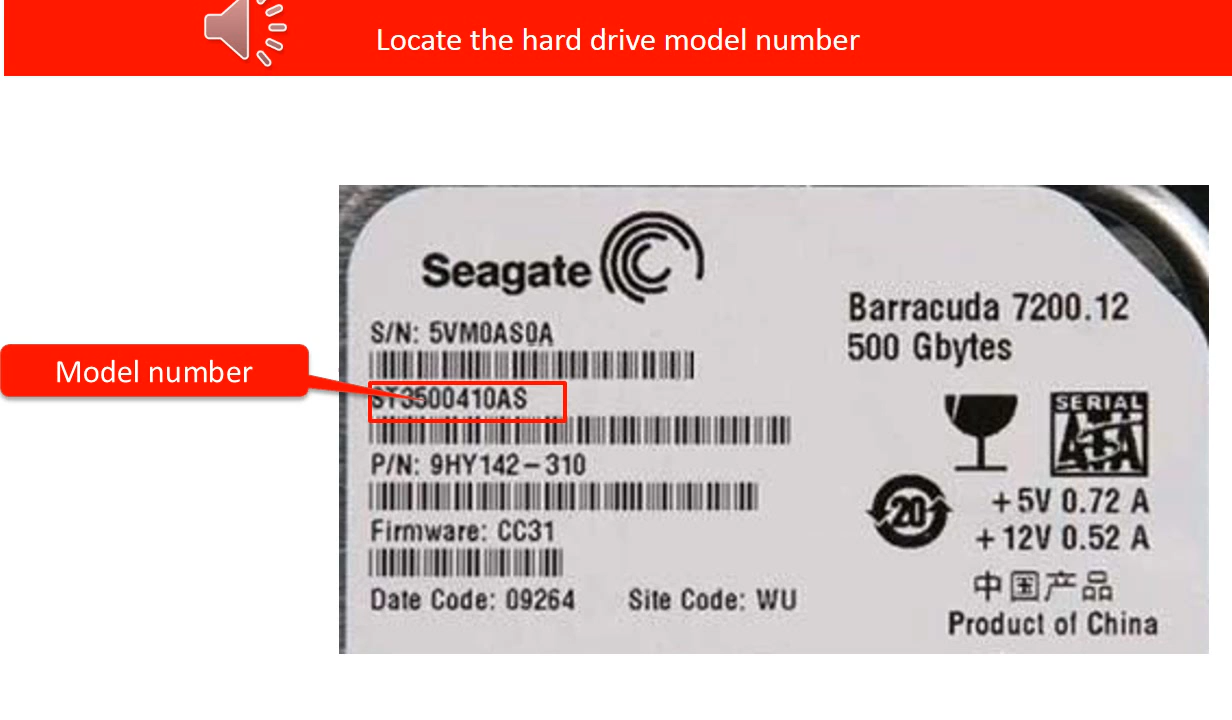 Locate the hard drive model number
Seagate
Barracuda 7200.12
500 Gbytes
S/N: 5VM0AS0A
Model number
ST3500410AS
SERIAL
ATA
P/N: 9HY142-310
20
+5V 0.72 A
+12V 0.52 A
Firmware: CC31
中国产品
Date Code: 09264 Site Code: WU
Product of China